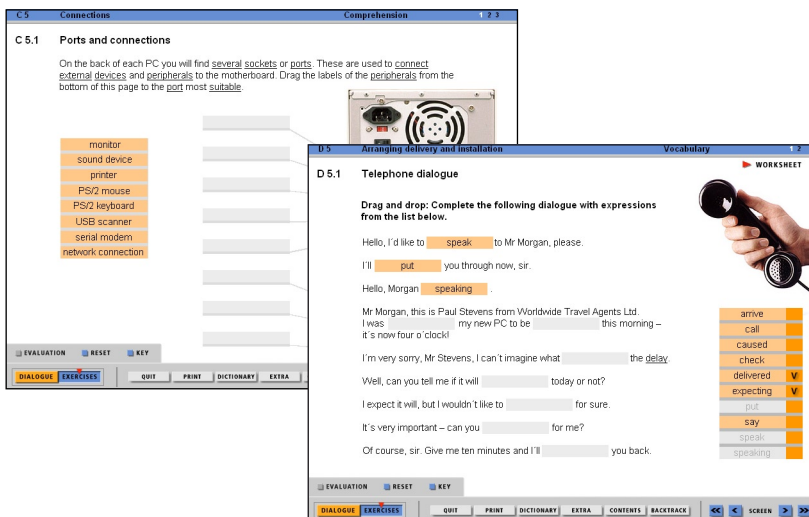 C 5 Connections Comprehension 1 2 3
C 5.1 Ports and connections
On the back of each PC you will find several sockets or ports. These are used to connect
external devices and peripherals to the motherboard. Drag the labels of the peripherals from the
bottom of this page to the port most suitable.
monitor
sound device
printer
PS/2 mouse
PS/2 keyboard
USB scanner
serial modem
network connection
EVALUATION RESET KEY
DIALOGUE EXERCISES QUIT PRINT DICTIONARY EXTRA
D 5 Arranging delivery and installation Vocabulary 1 2
WORKSHEET
D 5.1 Telephone dialogue
Drag and drop: Complete the following dialogue with expressions
from the list below.
Hello, I´d like to speak to Mr Morgan, please.
I´ll put you through now, sir.
Hello, Morgan speaking .
Mr Morgan, this is Paul Stevens from Worldwide Travel Agents Ltd.
I was my new PC to be this morning –
it´s now four o´clock!
I´m very sorry, Mr Stevens, I can´t imagine what the delay.
Well, can you tell me if it will today or not?
I expect it will, but I wouldn´t like to for sure.
It´s very important – can you for me?
Of course, sir. Give me ten minutes and I´ll you back.
arrive
call
caused
check
delivered V
expecting V
put
say
speak
speaking
EVALUATION RESET KEY
DIALOGUE EXERCISES QUIT PRINT DICTIONARY EXTRA CONTENTS BACKTRACK SCREEN